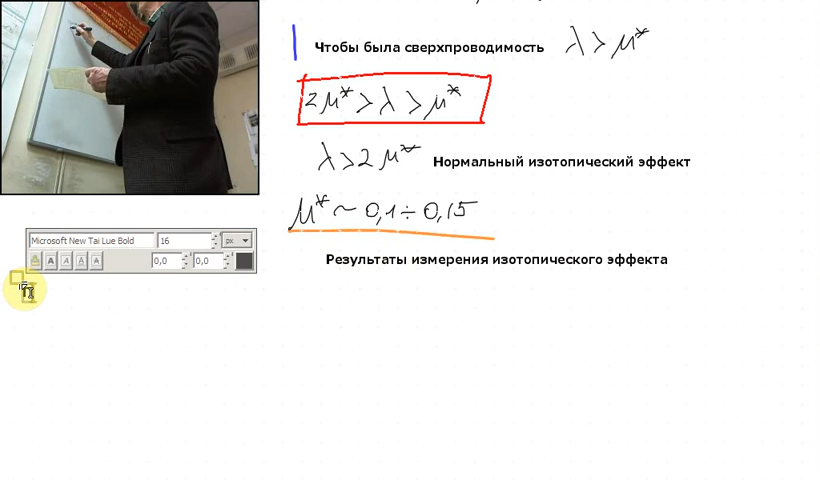 Чтобы была сверхпроводимость λ > μ*
2μ* > λ > μ*
λ > 2μ* Нормальный изотопический эффект
μ* ~ 0,1 ÷ 0,15
Microsoft New Tai Lue Bold 16 px
A A A A 0,0 0,0
Результаты измерения изотопического эффекта